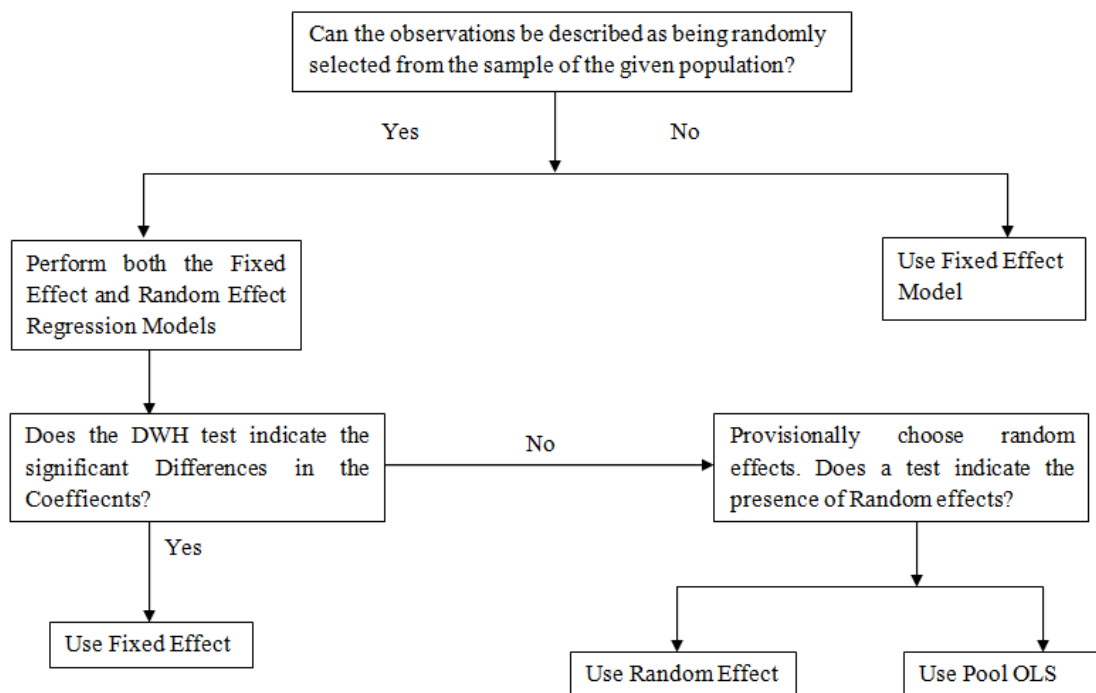 Can the observations be described as being randomly
selected from the sample of the given population?
Yes
No
Perform both the Fixed
Effect and Random Effect
Regression Models
Use Fixed Effect
Model
Does the DWH test indicate the
significant Differences in the
Coeffiecnts?
No
Provisionally choose random
effects. Does a test indicate the
presence of Random effects?
Yes
Use Fixed Effect
Use Random Effect
Use Pool OLS